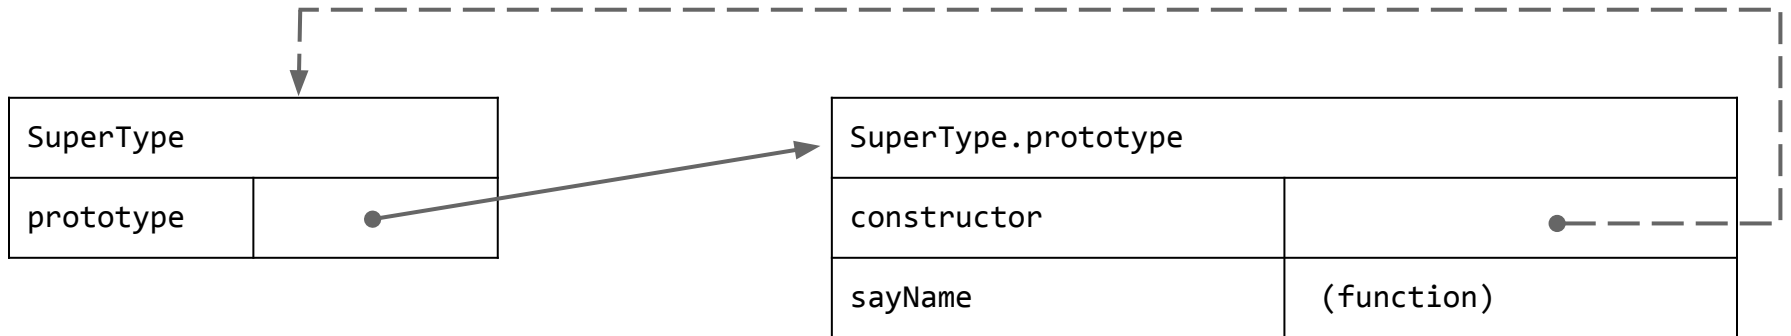 SuperType
prototype
SuperType.prototype
constructor
sayName (function)